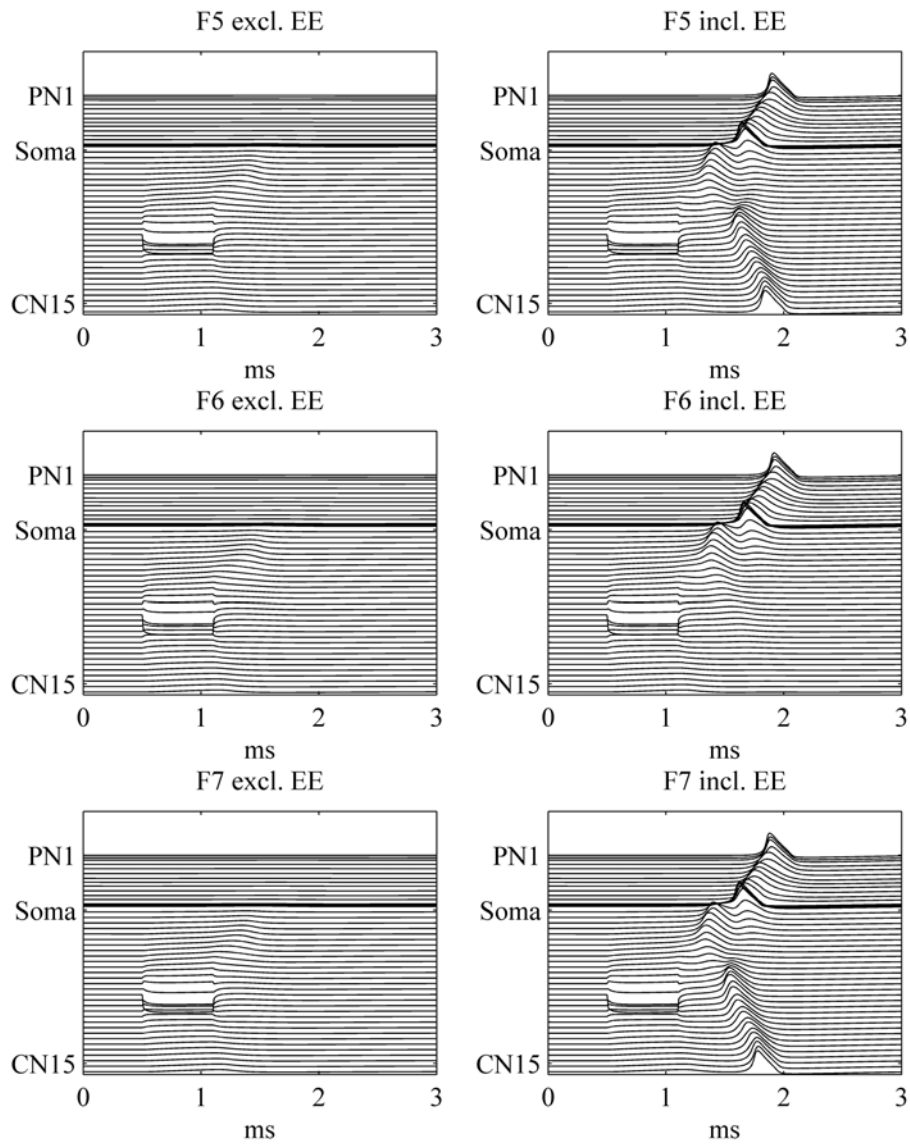 F5 excl. EE
PN1
Soma
CN15
0 1 2 3
ms
F5 incl. EE
PN1
Soma
CN15
0 1 2 3
ms
F6 excl. EE
PN1
Soma
CN15
0 1 2 3
ms
F6 incl. EE
PN1
Soma
CN15
0 1 2 3
ms
F7 excl. EE
PN1
Soma
CN15
0 1 2 3
ms
F7 incl. EE
PN1
Soma
CN15
0 1 2 3
ms